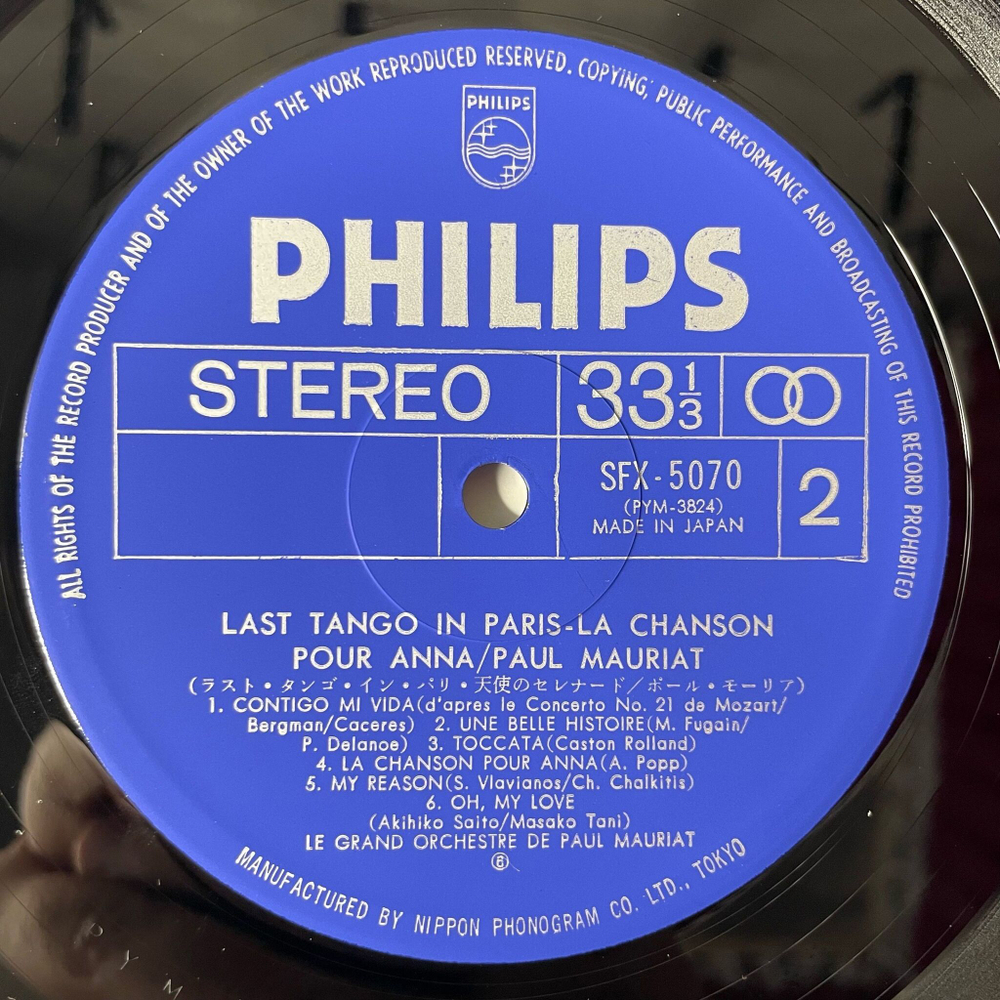 ALL RIGHTS OF THE RECORD PRODUCER AND OF THE OWNER OF THE WORK REPRODUCED RESERVED. COPYING, PUBLIC PERFORMANCE AND BROADCASTING OF THIS RECORD PROHIBITED
PHILIPS
PHILIPS
STEREO 33 1/3
SFX-5070
(PYM-3824)
MADE IN JAPAN
2
LAST TANGO IN PARIS-LA CHANSON
POUR ANNA/PAUL MAURIAT
(ラスト・タンゴ・イン・パリ・天使のセレナード/ポール・モーリア)
1. CONTIGO MI VIDA(d'apres le Concerto No. 21 de Mozart/
Bergman/Caceres) 2. UNE BELLE HISTOIRE(M. Fugain/
P. Delanoe) 3. TOCCATA(Caston Rolland)
4. LA CHANSON POUR ANNA(A. Popp)
5. MY REASON(S. Vlavianos/Ch. Chalkitis)
6. OH, MY LOVE
(Akihiko Saito/Masako Tani)
LE GRAND ORCHESTRE DE PAUL MAURIAT
MANUFACTURED BY NIPPON PHONOGRAM CO. LTD., TOKYO
P Y M